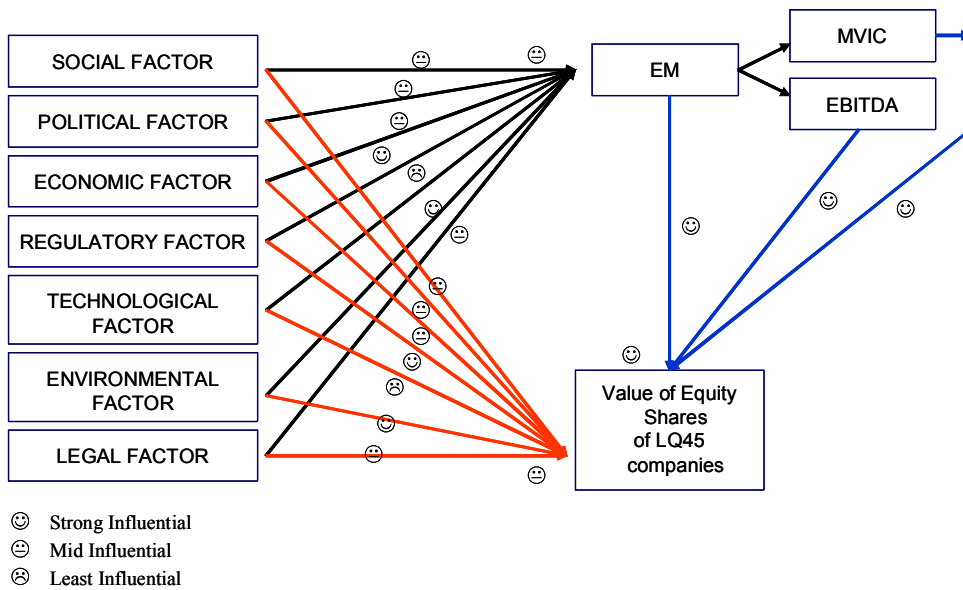 SOCIAL FACTOR
POLITICAL FACTOR
ECONOMIC FACTOR
REGULATORY FACTOR
TECHNOLOGICAL
FACTOR
ENVIRONMENTAL
FACTOR
LEGAL FACTOR
EM
MVIC
EBITDA
Value of Equity
Shares
of LQ45
companies
Strong Influential
Mid Influential
Least Influential